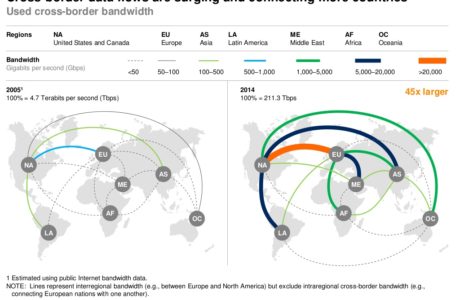 Cross-border data flows are surging and connecting more countries
Used cross-border bandwidth
Regions NA EU AS LA ME AF OC
United States and Canada Europe Asia Latin America Middle East Africa Oceania
Bandwidth
Gigabits per second (Gbps)
<50 50–100 100–500 500–1,000 1,000–5,000 5,000–20,000 >20,000
2005¹
100% = 4.7 Terabits per second (Tbps)
2014
100% = 211.3 Tbps
45x larger
NA EU AS ME AF LA OC
NA EU AS ME AF LA OC
1 Estimated using public Internet bandwidth data.
NOTE: Lines represent interregional bandwidth (e.g., between Europe and North America) but exclude intraregional cross-border bandwidth (e.g.,
connecting European nations with one another).